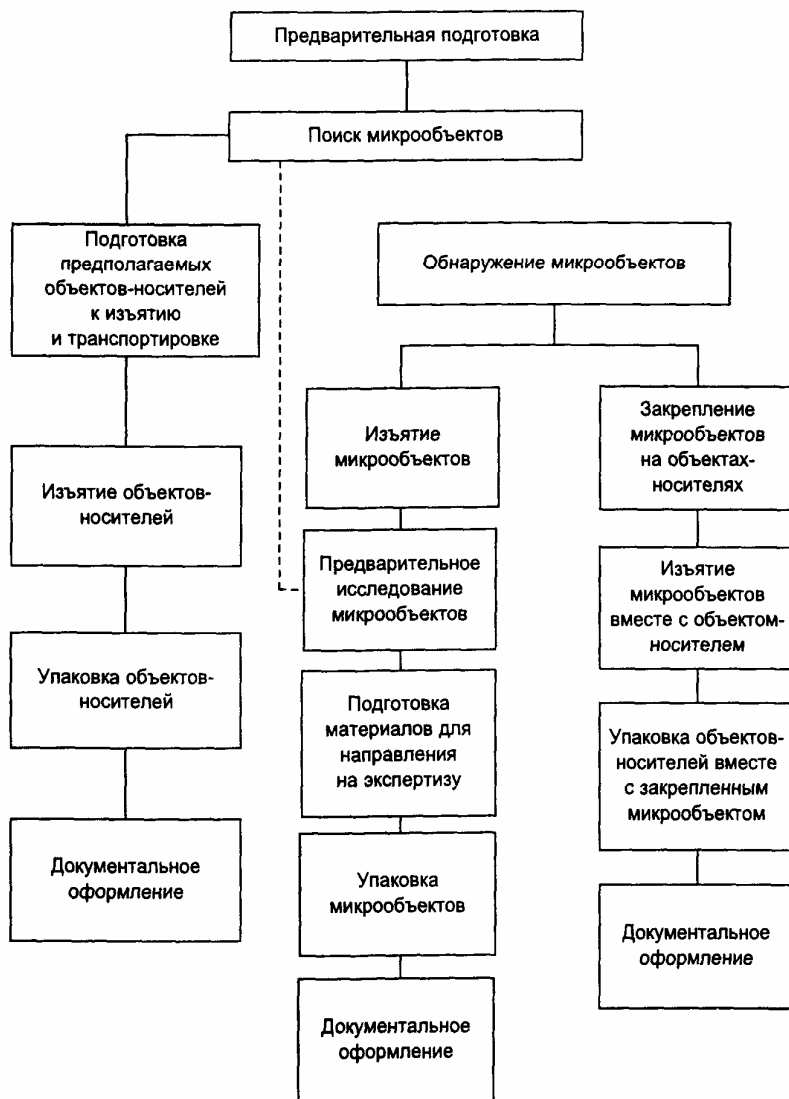 Предварительная подготовка
Поиск микрообъектов
Подготовка
предполагаемых
объектов-носителей
к изъятию
и транспортировке
Изъятие объектов-
носителей
Упаковка объектов-
носителей
Документальное
оформление
Обнаружение микрообъектов
Изъятие
микрообъектов
Предварительное
исследование
микрообъектов
Подготовка
материалов для
направления
на экспертизу
Упаковка
микрообъектов
Документальное
оформление
Закрепление
микрообъектов
на объектах-
носителях
Изъятие
микрообъектов
вместе с объектом-
носителем
Упаковка объектов-
носителей вместе
с закрепленным
микрообъектом
Документальное
оформление